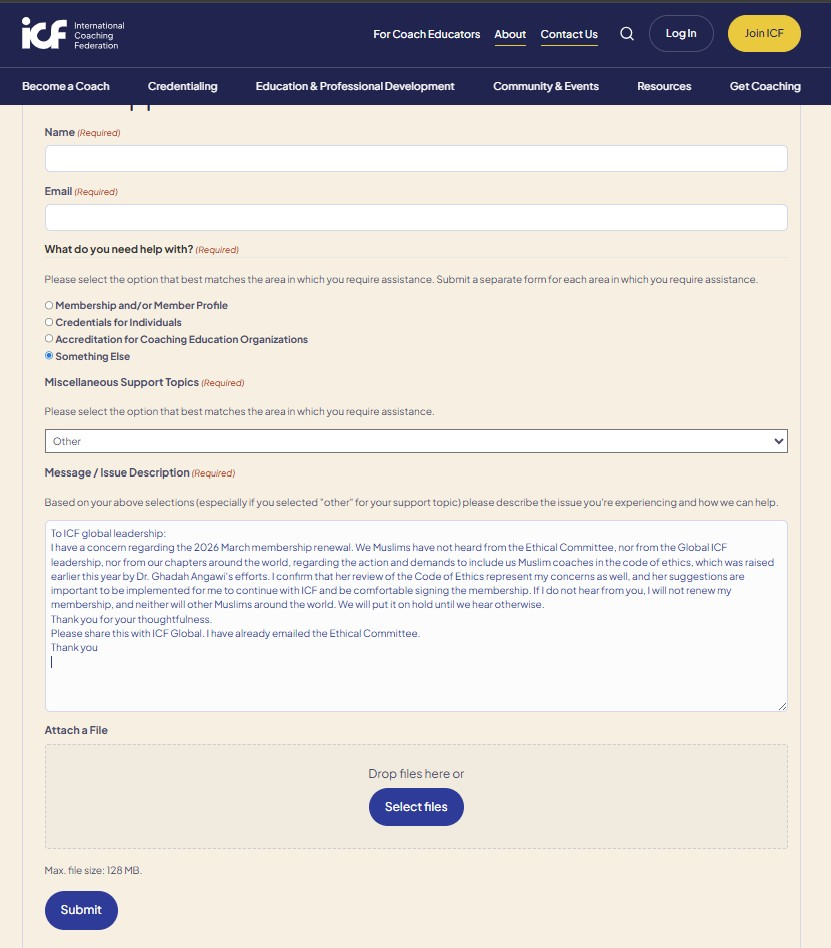 icf International
Coaching
Federation
For Coach Educators About Contact Us Log In Join ICF
Become a Coach Credentialing Education & Professional Development Community & Events Resources Get Coaching
Name (Required)
Email (Required)
What do you need help with? (Required)
Please select the option that best matches the area in which you require assistance. Submit a separate form for each area in which you require assistance.
Membership and/or Member Profile
Credentials for Individuals
Accreditation for Coaching Education Organizations
Something Else
Miscellaneous Support Topics (Required)
Please select the option that best matches the area in which you require assistance.
Other
Message / Issue Description (Required)
Based on your above selections (especially if you selected "other" for your support topic) please describe the issue you're experiencing and how we can help.
To ICF global leadership:
I have a concern regarding the 2026 March membership renewal. We Muslims have not heard from the Ethical Committee, nor from the Global ICF
leadership, nor from our chapters around the world, regarding the action and demands to include us Muslim coaches in the code of ethics, which was raised
earlier this year by Dr. Ghadah Angawi's efforts. I confirm that her review of the Code of Ethics represent my concerns as well, and her suggestions are
important to be implemented for me to continue with ICF and be comfortable signing the membership. If I do not hear from you, I will not renew my
membership, and neither will other Muslims around the world. We will put it on hold until we hear otherwise.
Thank you for your thoughtfulness.
Please share this with ICF Global. I have already emailed the Ethical Committee.
Thank you
Attach a File
Drop files here or
Select files
Max. file size: 128 MB.
Submit